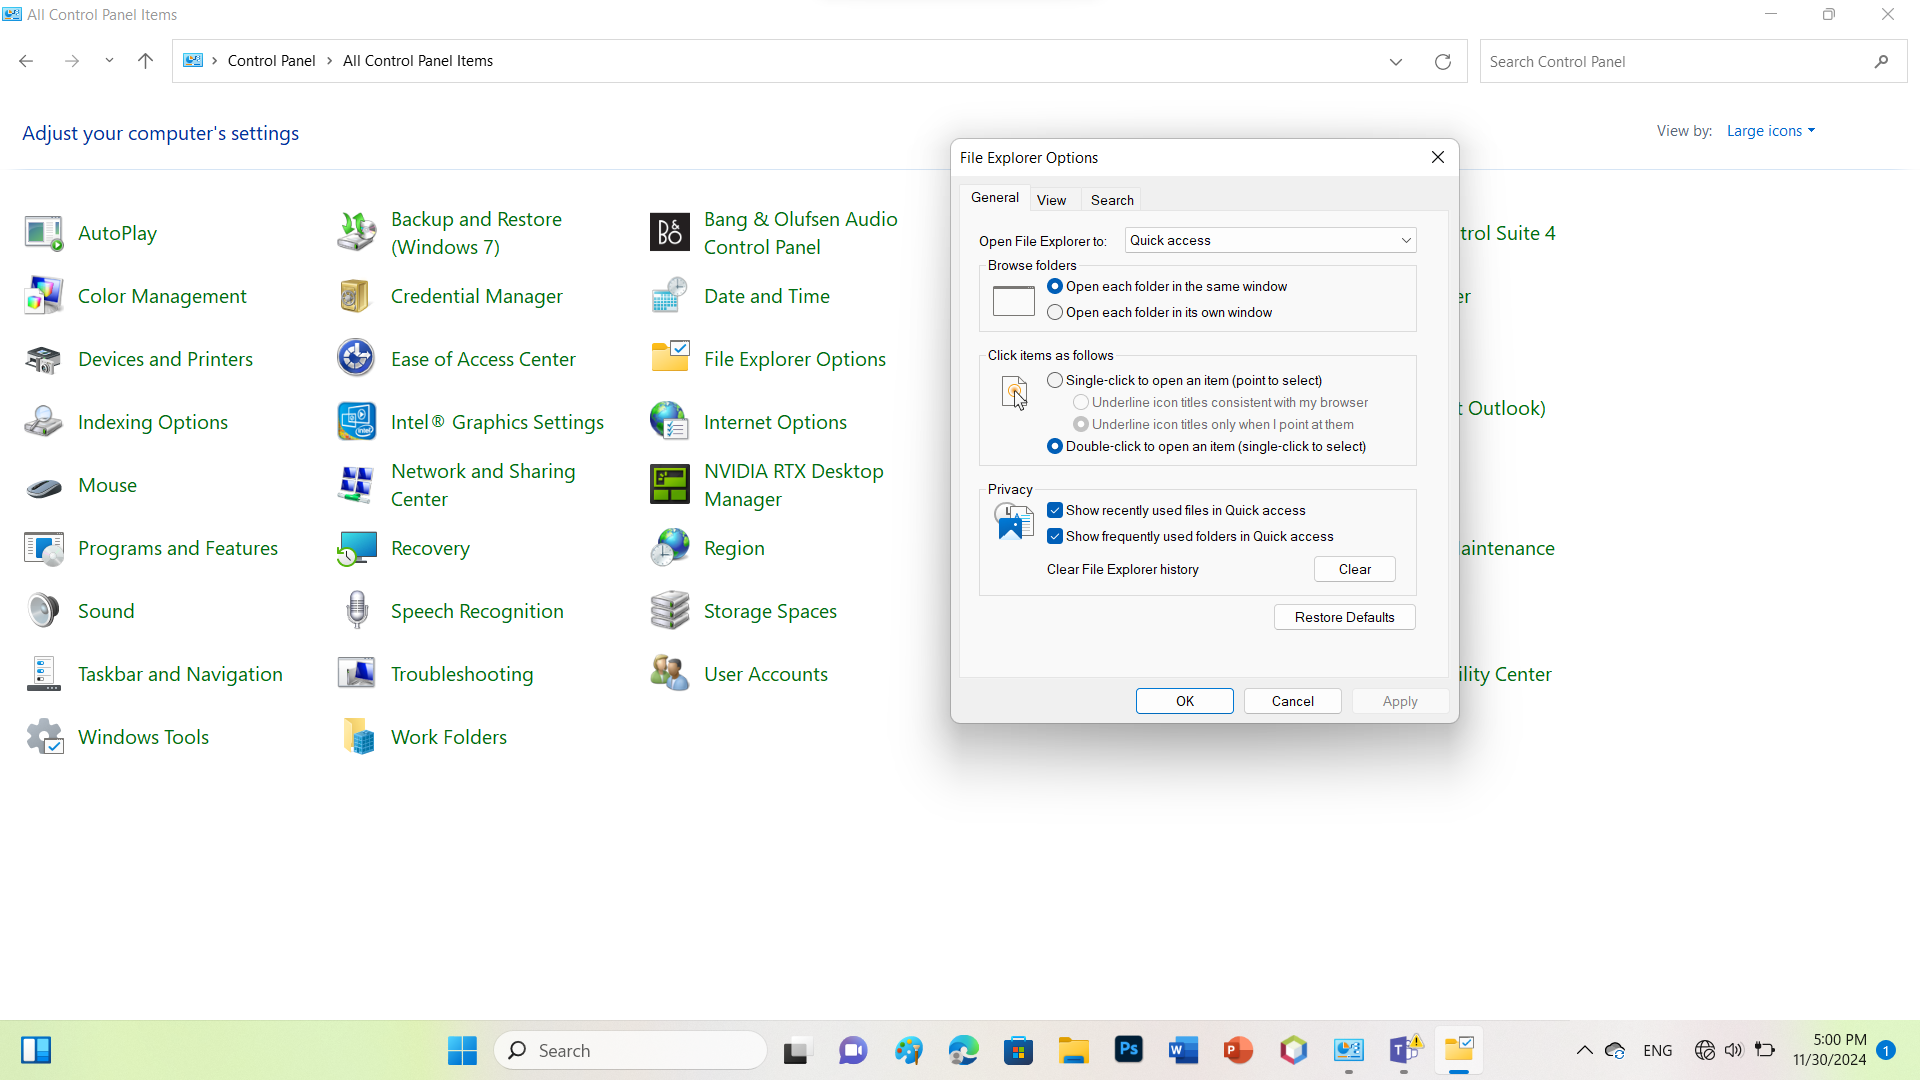 All Control Panel Items
Control Panel
All Control Panel Items
Search Control Panel
Adjust your computer's settings
View by:
Large icons
AutoPlay
Backup and Restore
(Windows 7)
Bang & Olufsen Audio
Control Panel
trol Suite 4
Color Management
Credential Manager
Date and Time
er
Devices and Printers
Ease of Access Center
File Explorer Options
Indexing Options
Intel® Graphics Settings
Internet Options
t Outlook)
Mouse
Network and Sharing
Center
NVIDIA RTX Desktop
Manager
Programs and Features
Recovery
Region
aintenance
Sound
Speech Recognition
Storage Spaces
Taskbar and Navigation
Troubleshooting
User Accounts
ility Center
Windows Tools
Work Folders
File Explorer Options
General
View
Search
Open File Explorer to:
Quick access
Browse folders
Open each folder in the same window
Open each folder in its own window
Click items as follows
Single-click to open an item (point to select)
Underline icon titles consistent with my browser
Underline icon titles only when I point at them
Double-click to open an item (single-click to select)
Privacy
Show recently used files in Quick access
Show frequently used folders in Quick access
Clear File Explorer history
Clear
Restore Defaults
OK
Cancel
Apply
Search
ENG
5:00 PM
11/30/2024
1